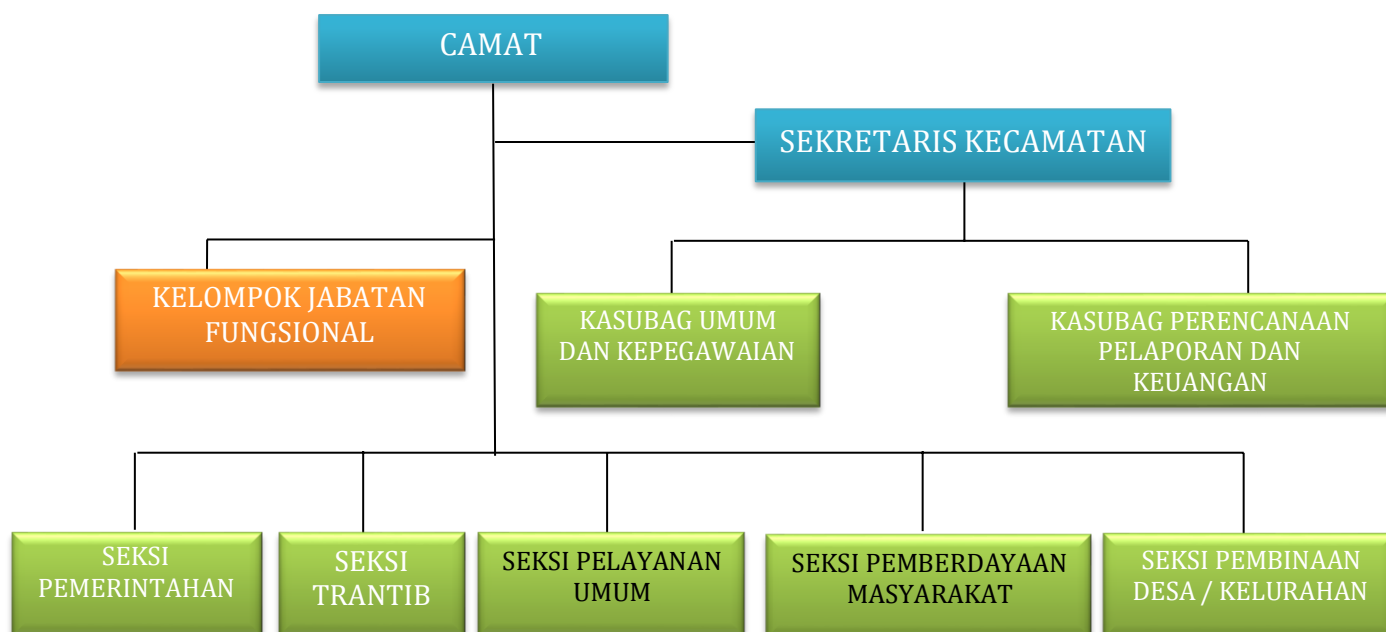 CAMAT
SEKRETARIS KECAMATAN
KELOMPOK JABATAN
FUNGSIONAL
KASUBAG UMUM
DAN KEPEGAWAIAN
KASUBAG PERENCANAAN
PELAPORAN DAN
KEUANGAN
SEKSI
PEMERINTAHAN
SEKSI
TRANTIB
SEKSI PELAYANAN
UMUM
SEKSI PEMBERDAYAAN
MASYARAKAT
SEKSI PEMBINAAN
DESA / KELURAHAN